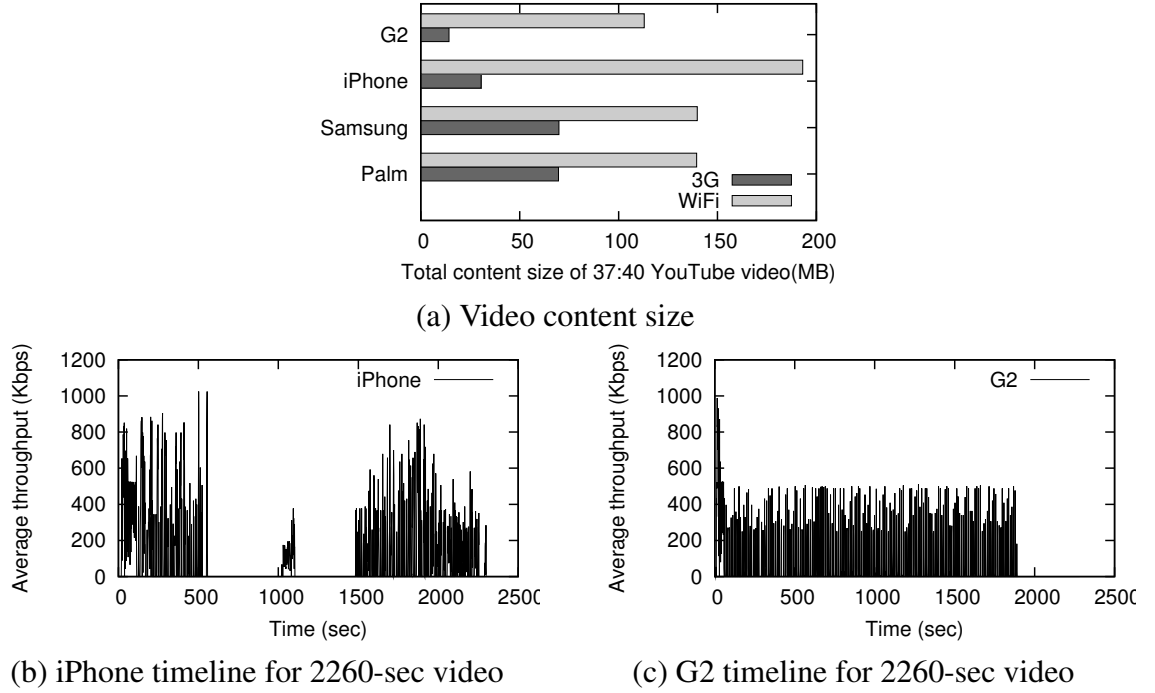 G2
iPhone
Samsung
Palm
3G
WiFi
0 50 100 150 200
Total content size of 37:40 YouTube video(MB)
(a) Video content size
1200
1000
800
600
400
200
0
Average throughput (Kbps)
iPhone
0 500 1000 1500 2000 2500
Time (sec)
(b) iPhone timeline for 2260-sec video
1200
1000
800
600
400
200
0
Average throughput (Kbps)
G2
0 500 1000 1500 2000 2500
Time (sec)
(c) G2 timeline for 2260-sec video